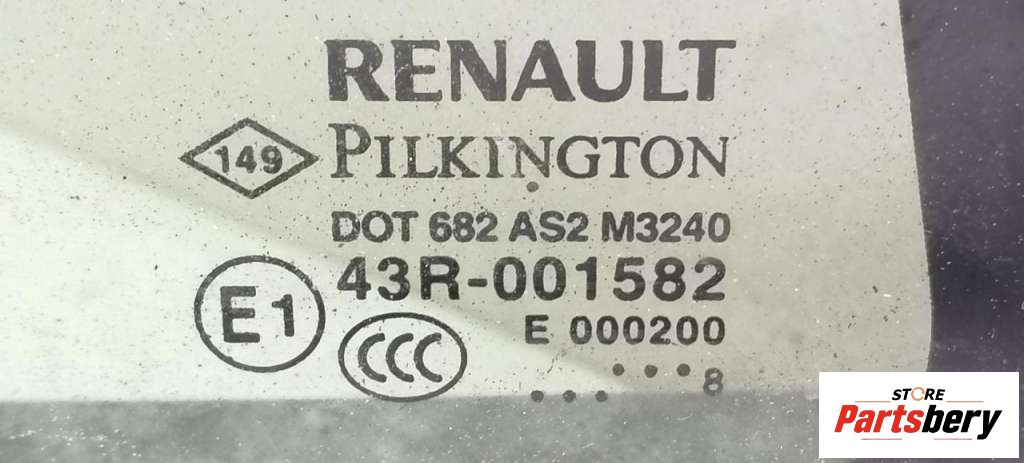 RENAULT
149
PILKINGTON
DOT 682 AS2 M3240
43R-001582
E1
E 000200
CCC
8
STORE
Partsbery